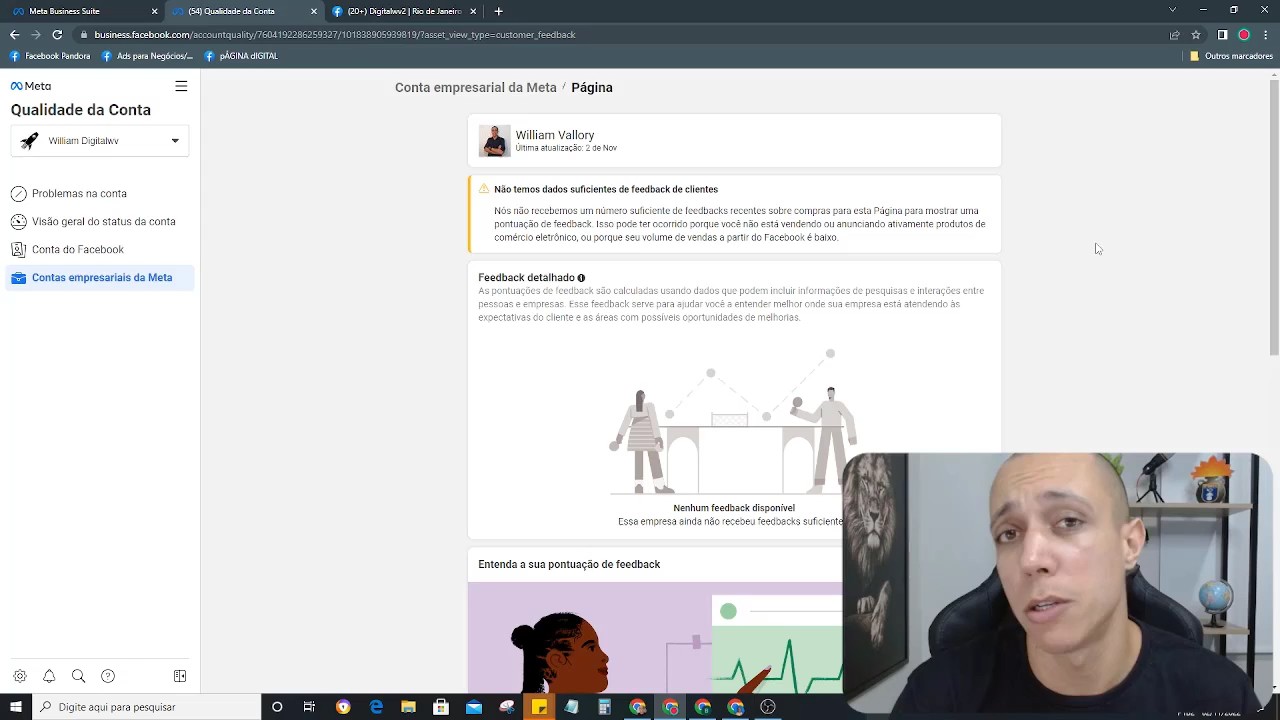 Meta Business Suite
(54) Qualidade da Conta
(20+) Digitalwv2 | Rio de Janeiro
business.facebook.com/accountquality/7604192286259327/101838905939819/?asset_view_type=customer_feedback
Facebook Pandora
Ads para Negócios/...
pÁGINA dIGITAL
Outros marcadores
Meta
Qualidade da Conta
William Digitalwv
Problemas na conta
Visão geral do status da conta
Conta do Facebook
Contas empresariais da Meta
Conta empresarial da Meta / Página
William Vallory
Última atualização: 2 de Nov
Não temos dados suficientes de feedback de clientes
Nós não recebemos um número suficiente de feedbacks recentes sobre compras para esta Página para mostrar uma
pontuação de feedback. Isso pode ter ocorrido porque você não está vendendo ou anunciando ativamente produtos de
comércio eletrônico, ou porque seu volume de vendas a partir do Facebook é baixo.
Feedback detalhado
As pontuações de feedback são calculadas usando dados que podem incluir informações de pesquisas e interações entre
pessoas e empresas. Esse feedback serve para ajudar você a entender melhor onde sua empresa está atendendo às
expectativas do cliente e as áreas com possíveis oportunidades de melhorias.
Nenhum feedback disponível
Essa empresa ainda não recebeu feedbacks suficiente
Entenda a sua pontuação de feedback
Digite aqui para pesquisar